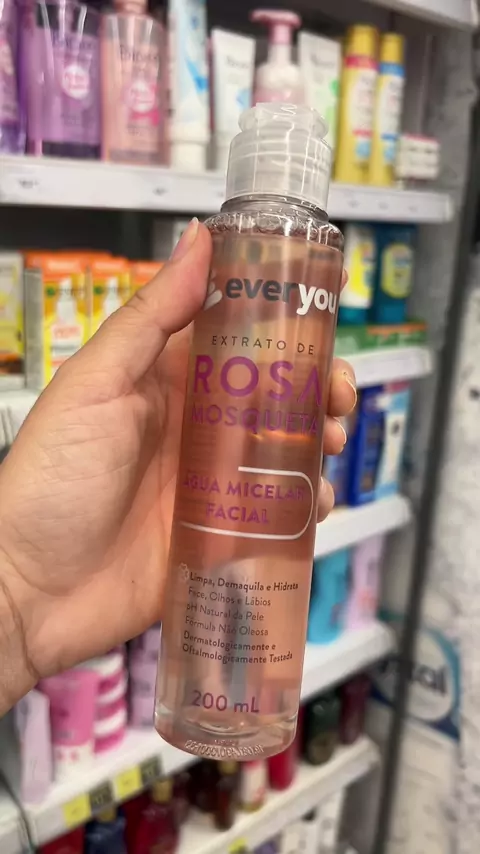 everyou
EXTRATO DE
ROSA
MOSQUETA
ÁGUA MICELAR
FACIAL
Limpa, Demaquila e Hidrata
Face, Olhos e Lábios
pH Natural da Pele
Fórmula Não Oleosa
Dermatologicamente e
Oftalmologicamente Testada
200 mL